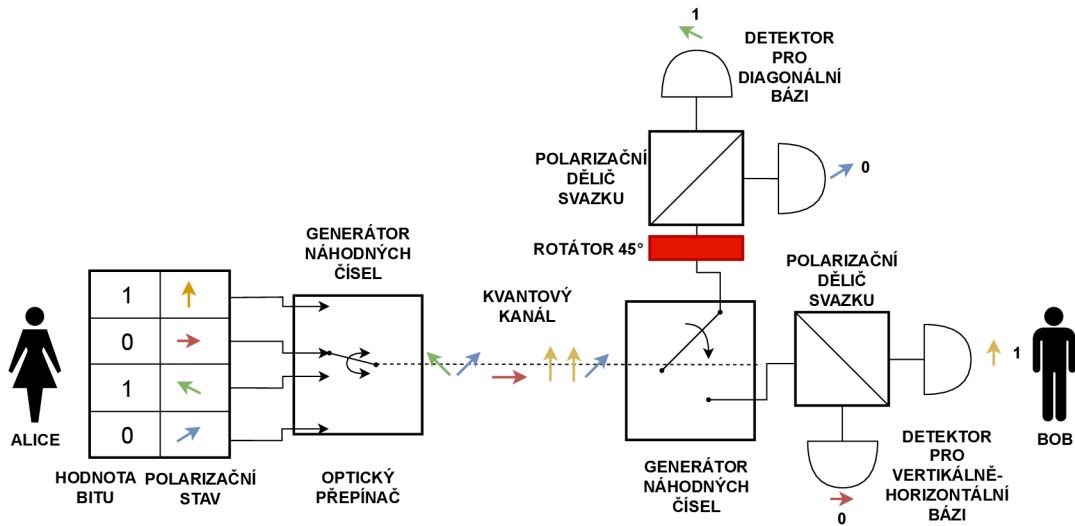 1
DETEKTOR
PRO
DIAGONÁLNÍ
BÁZI
POLARIZAČNÍ
DĚLIČ
SVAZKU
0
ROTÁTOR 45°
GENERÁTOR
NÁHODNÝCH
ČÍSEL
KVANTOVÝ
KANÁL
POLARIZAČNÍ
DĚLIČ
SVAZKU
1
0
1
0
ALICE
HODNOTA
BITU
POLARIZAČNÍ
STAV
OPTICKÝ
PŘEPÍNAČ
GENERÁTOR
NÁHODNÝCH
ČÍSEL
1
BOB
DETEKTOR
PRO
VERTIKÁLNĚ-
HORIZONTÁLNÍ
BÁZI
0